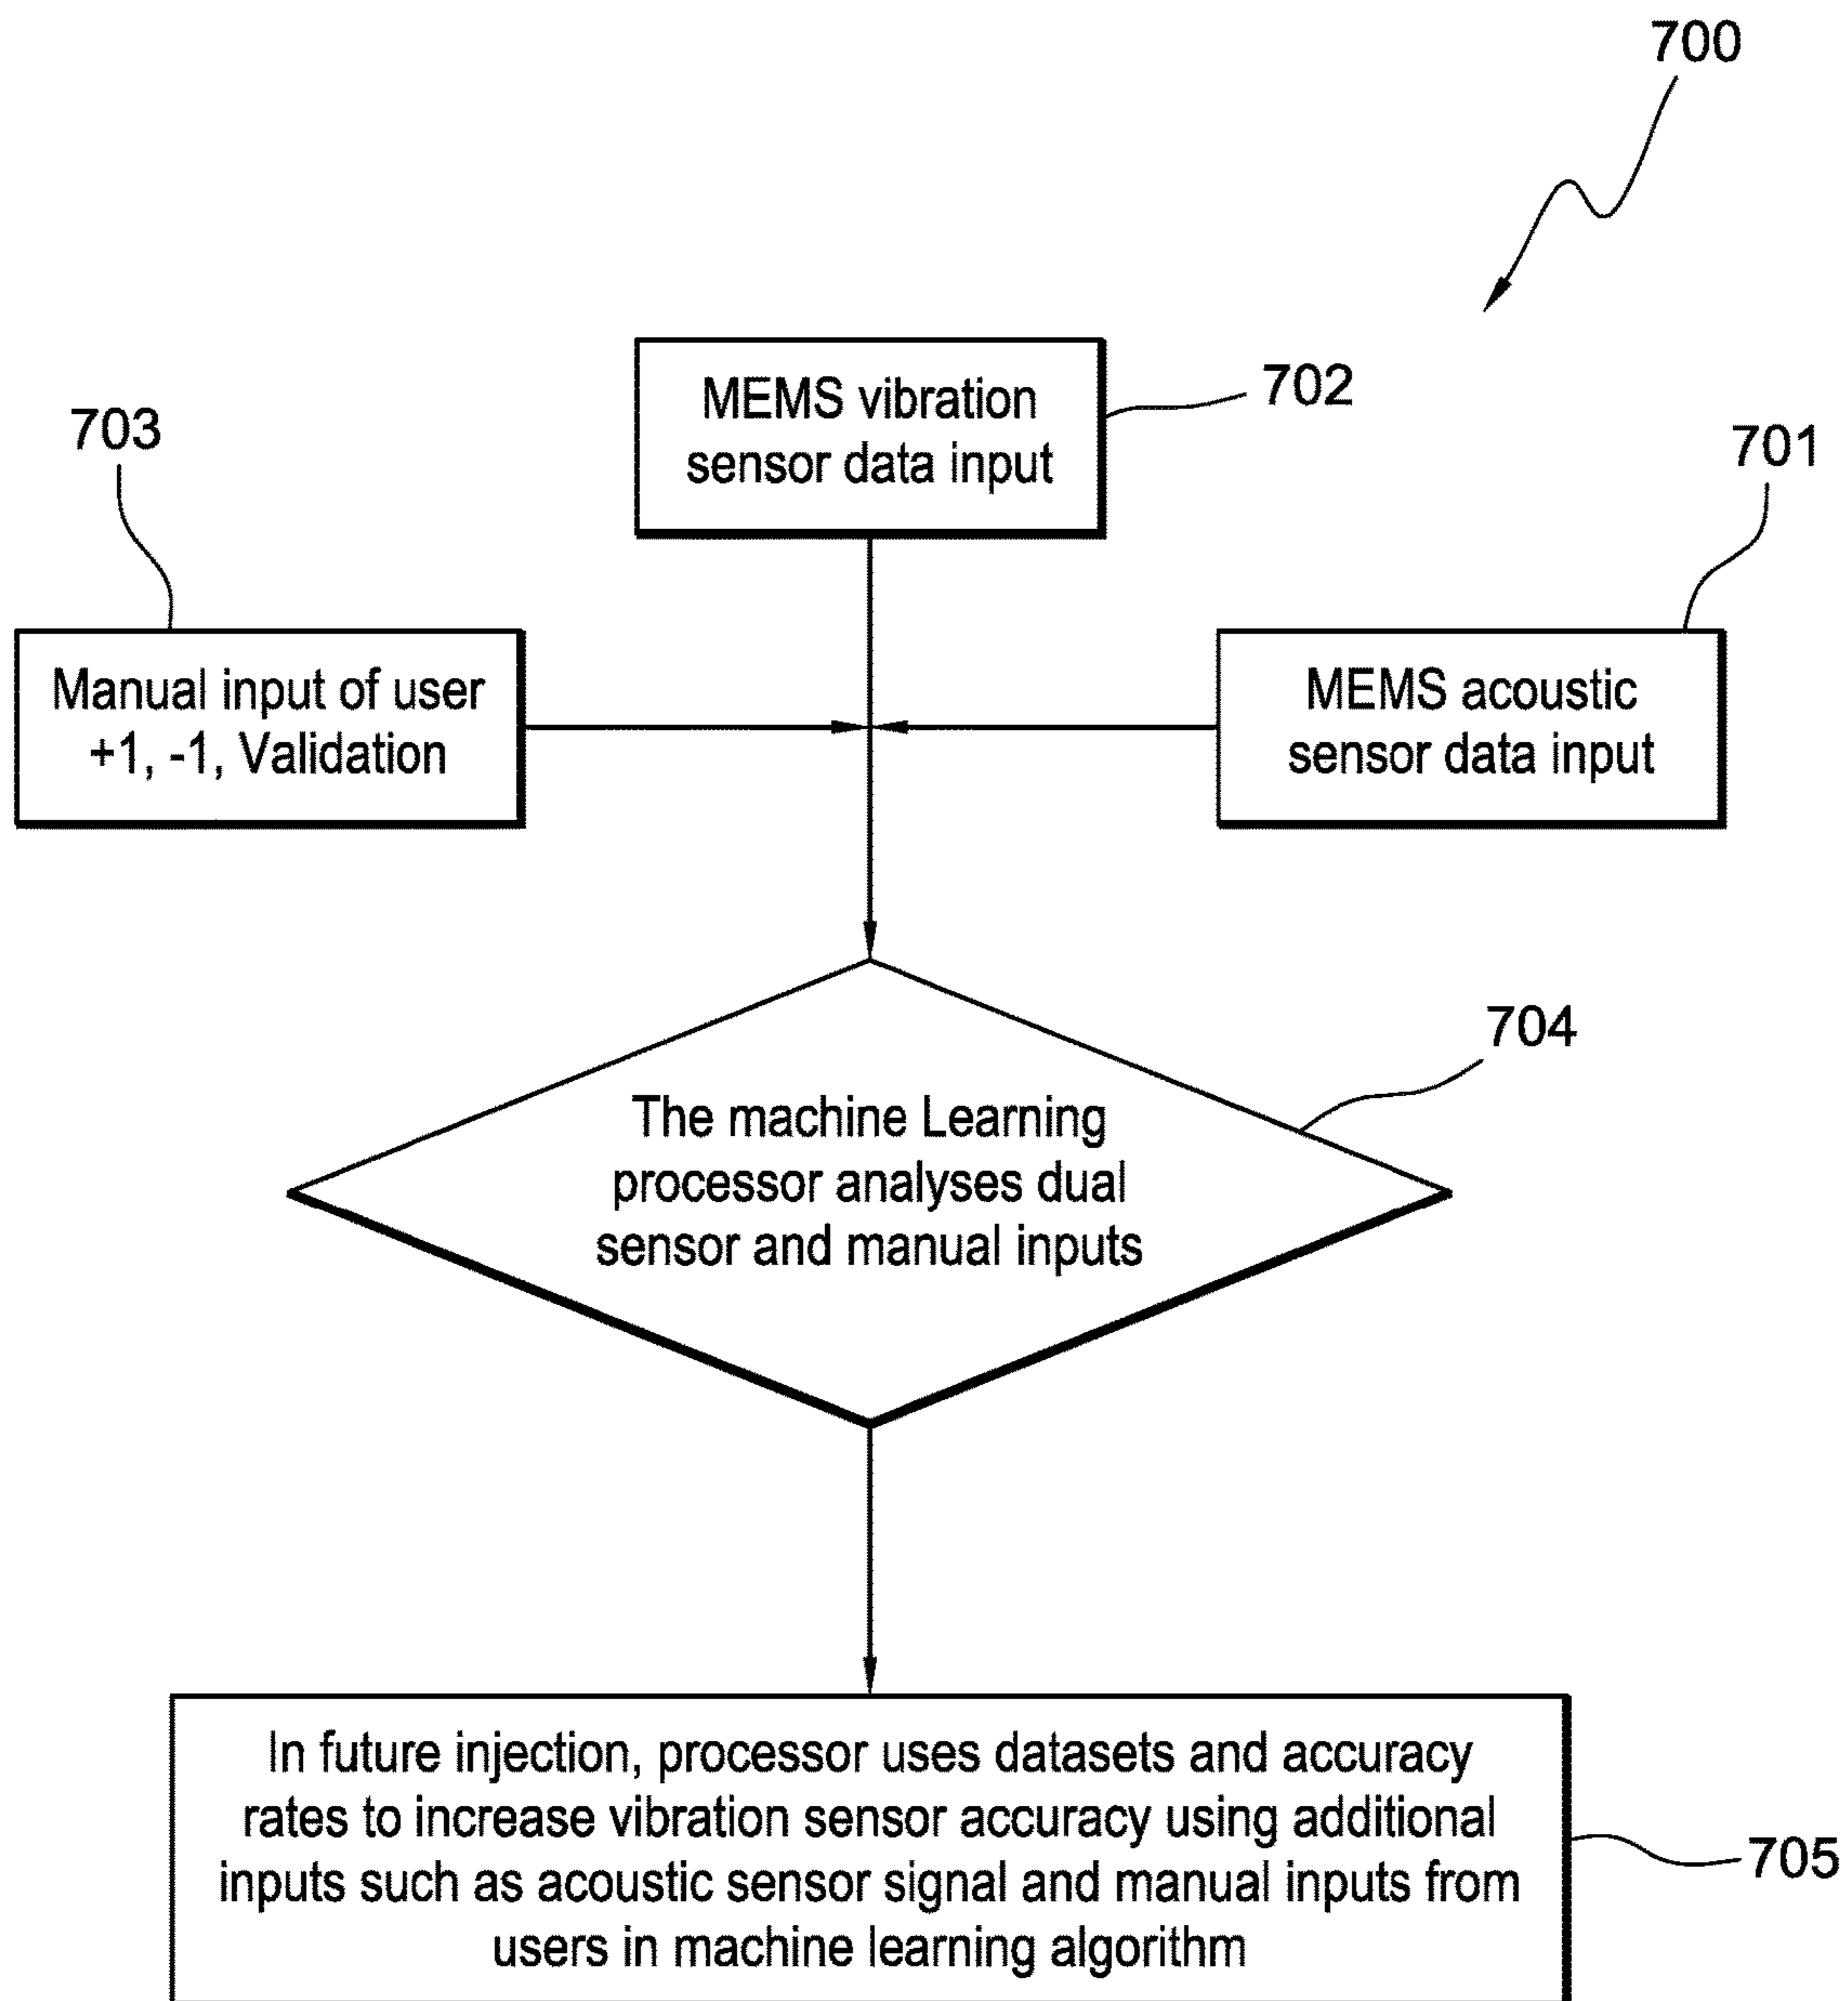 700
MEMS vibration
sensor data input
702
703
701
Manual input of user
+1, -1, Validation
MEMS acoustic
sensor data input
704
The machine Learning
processor analyses dual
sensor and manual inputs
In future injection, processor uses datasets and accuracy
rates to increase vibration sensor accuracy using additional
inputs such as acoustic sensor signal and manual inputs from
users in machine learning algorithm
705